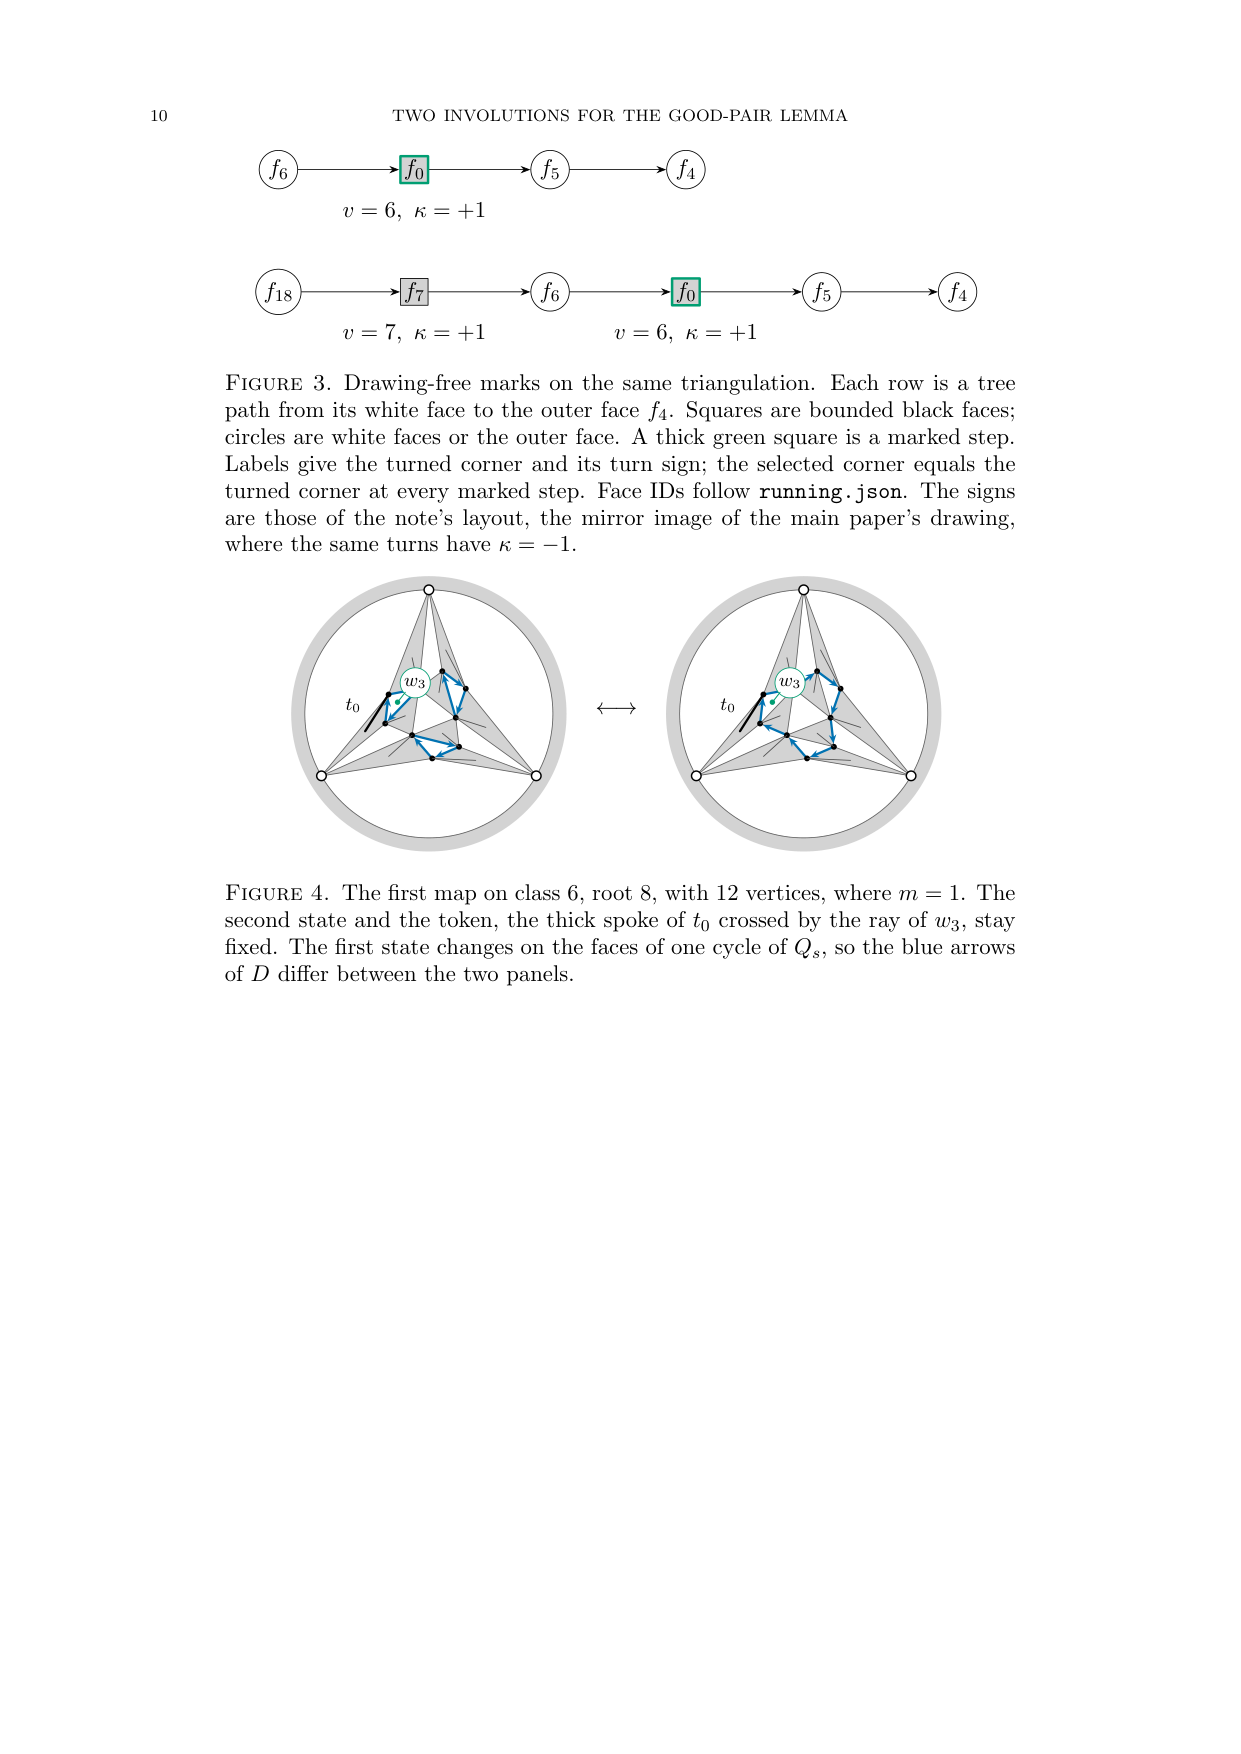 10 TWO INVOLUTIONS FOR THE GOOD-PAIR LEMMA
f6 f0 f5 f4
v = 6, κ = +1
f18 f7 f6 f0 f5 f4
v = 7, κ = +1 v = 6, κ = +1
FIGURE 3. Drawing-free marks on the same triangulation. Each row is a tree
path from its white face to the outer face f4. Squares are bounded black faces;
circles are white faces or the outer face. A thick green square is a marked step.
Labels give the turned corner and its turn sign; the selected corner equals the
turned corner at every marked step. Face IDs follow running.json. The signs
are those of the note's layout, the mirror image of the main paper's drawing,
where the same turns have κ = −1.
w3 w3
t0 ⟷ t0
FIGURE 4. The first map on class 6, root 8, with 12 vertices, where m = 1. The
second state and the token, the thick spoke of t0 crossed by the ray of w3, stay
fixed. The first state changes on the faces of one cycle of Qs, so the blue arrows
of D differ between the two panels.